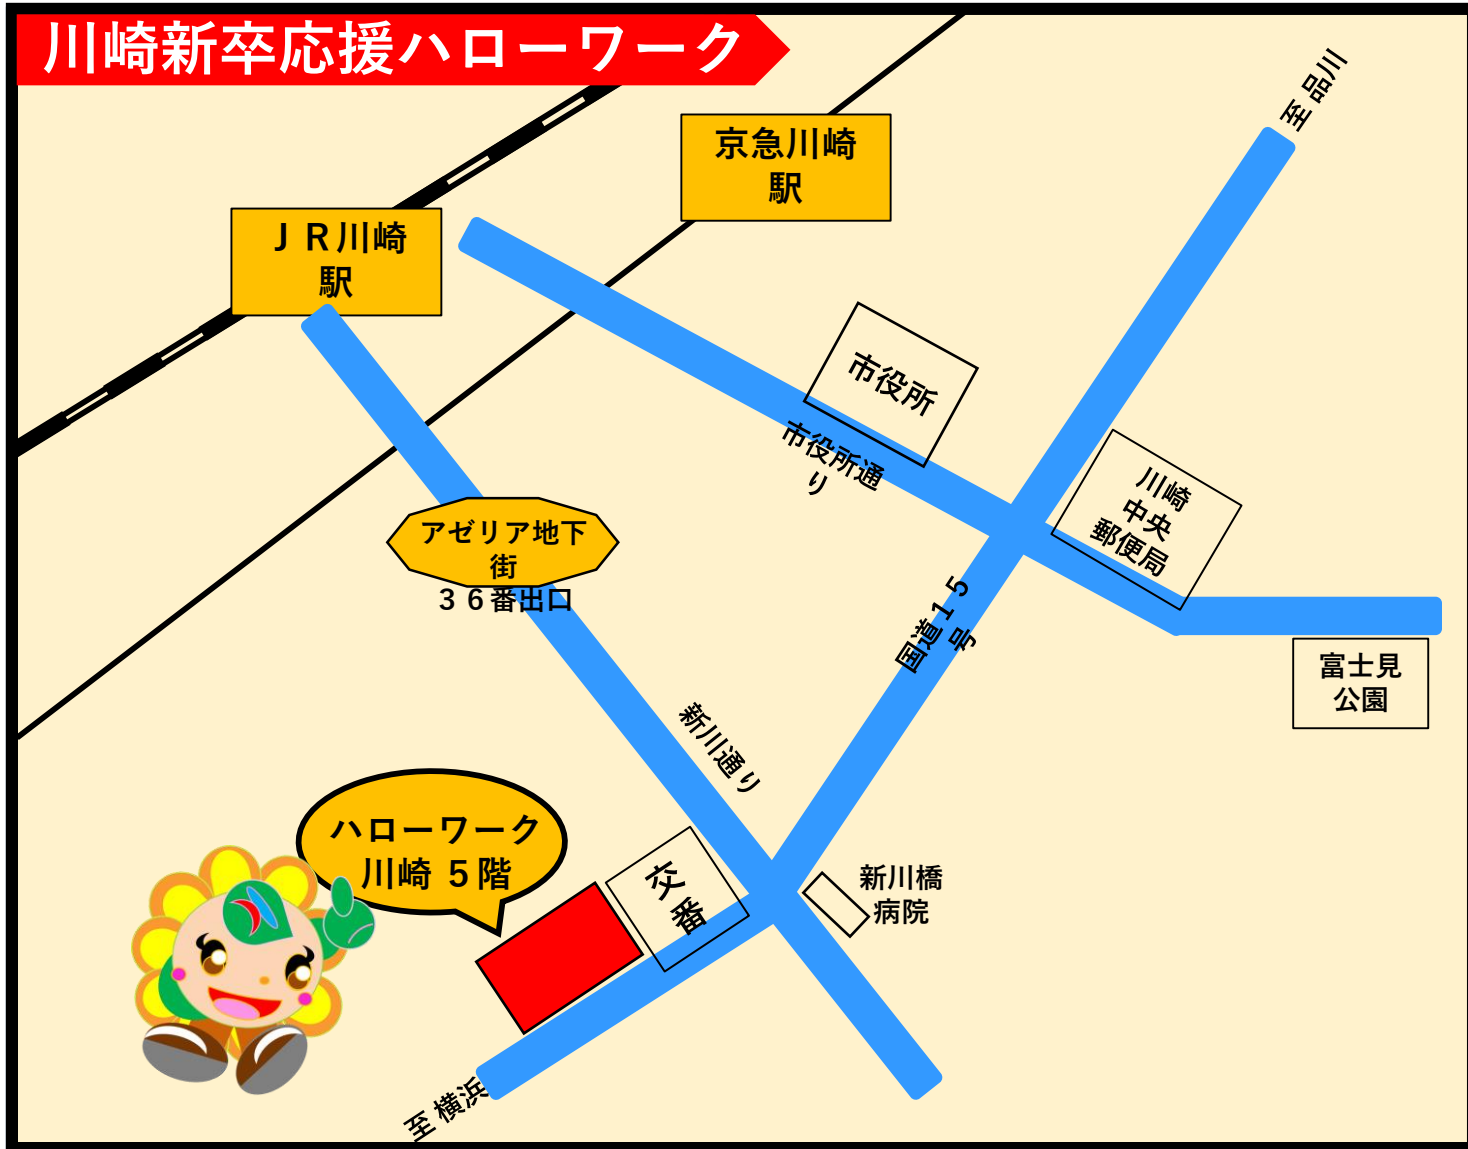 川崎新卒応援ハローワーク
至 品川
京急川崎
駅
ＪＲ川崎
駅
市役所
市役所通
り
川崎
中央
郵便局
アゼリア地下
街
３６番出口
国道１５
号
富士見
公園
新川通り
ハローワーク
川崎 ５階
交
番
新川橋
病院
至 横浜